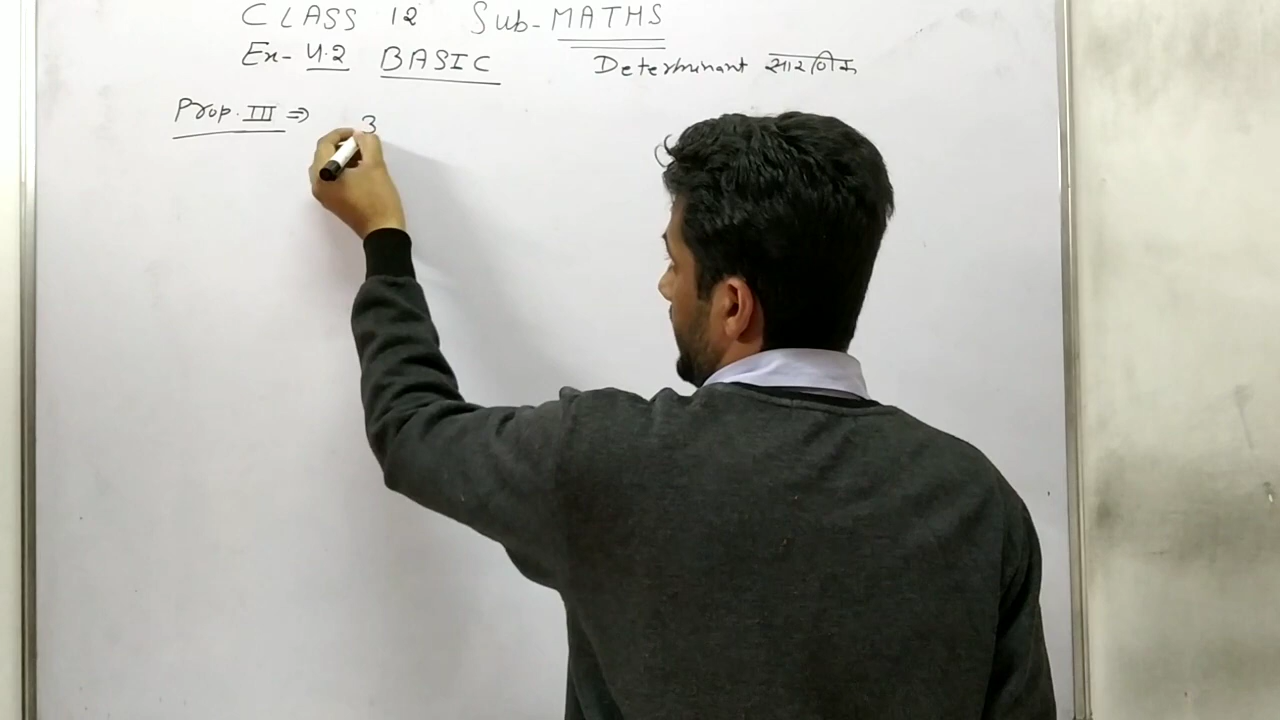 CLASS 12 Sub-MATHS
Ex- 4.2 BASIC Determinant सारणिक
Prop. III ⇒ 3